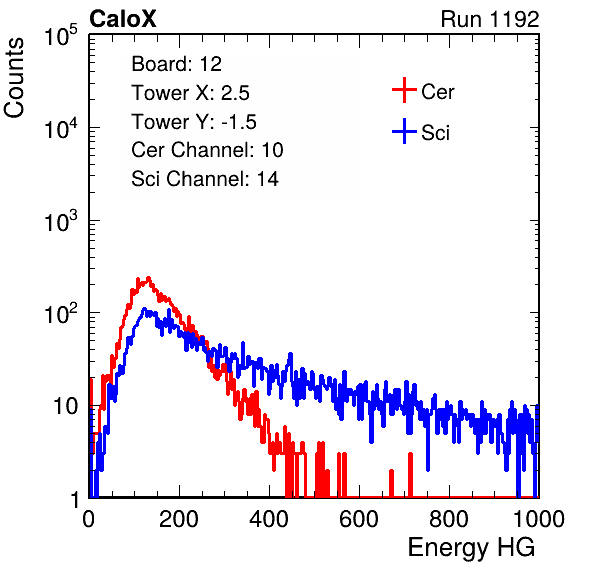 CaloX Run 1192
Counts
Board: 12
Tower X: 2.5
Tower Y: -1.5
Cer Channel: 10
Sci Channel: 14
Cer
Sci
10^5
10^4
10^3
10^2
10
1
0 200 400 600 800 1000
Energy HG